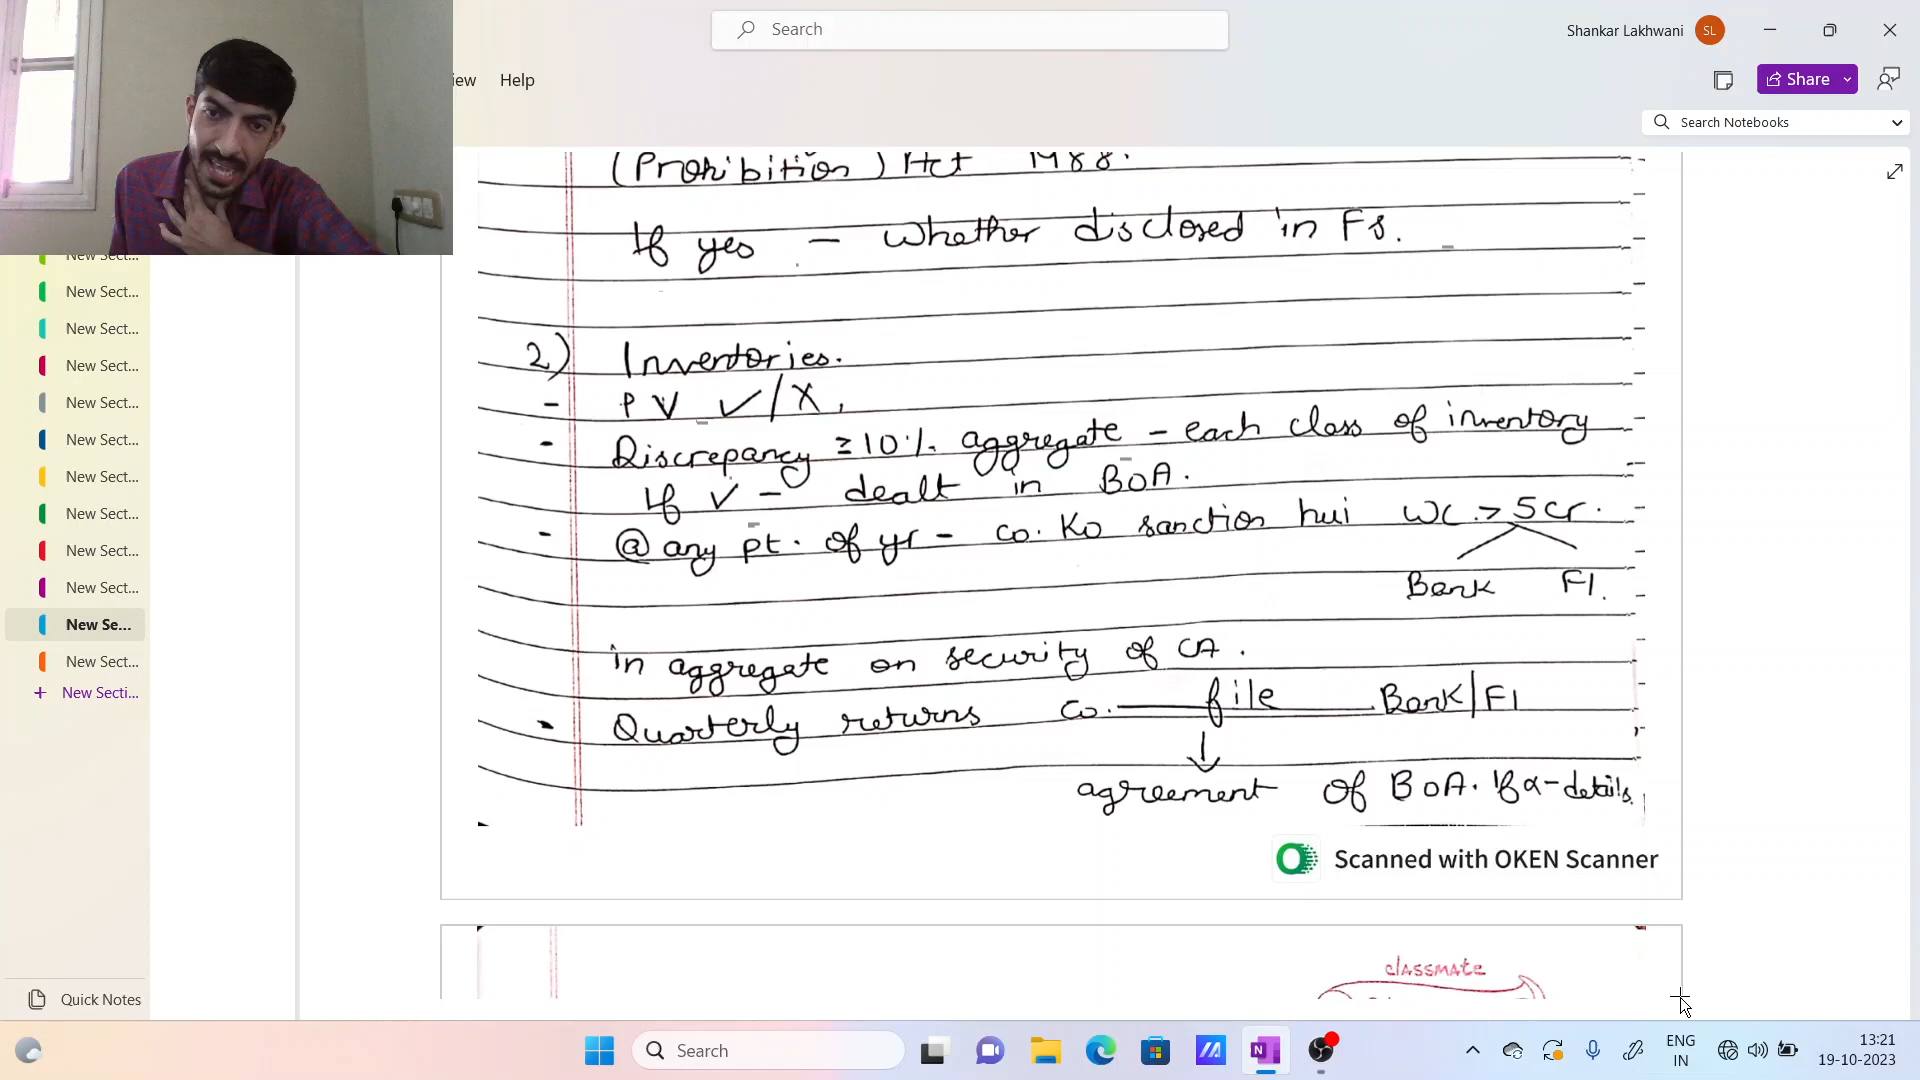 Search
Shankar Lakhwani
SL
iew Help
Share
Search Notebooks
New Sect...
New Sect...
New Sect...
New Sect...
New Sect...
New Sect...
New Sect...
New Sect...
New Sect...
New Sect...
New Se...
New Sect...
+ New Secti...
Quick Notes
(Prohibition) Act 1988.
If yes – whether disclosed in FS.
2) Inventories.
- PV ✓/X.
- Discrepancy ≥10% aggregate – each class of inventory
If ✓ – dealt in BOA.
- @ any pt. of yr – co. Ko sanction hui WC > 5cr.
Bank FI.
in aggregate on security of CA.
- Quarterly returns co. file Bank/FI
↓
agreement of BOA. If x – details.
Scanned with OKEN Scanner
classmate
Search
ENG
IN
13:21
19-10-2023